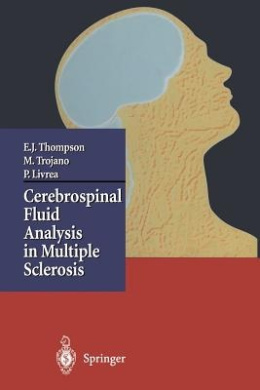 E.J. Thompson
M. Trojano
P. Livrea
Cerebrospinal
Fluid
Analysis
in Multiple
Sclerosis
Springer